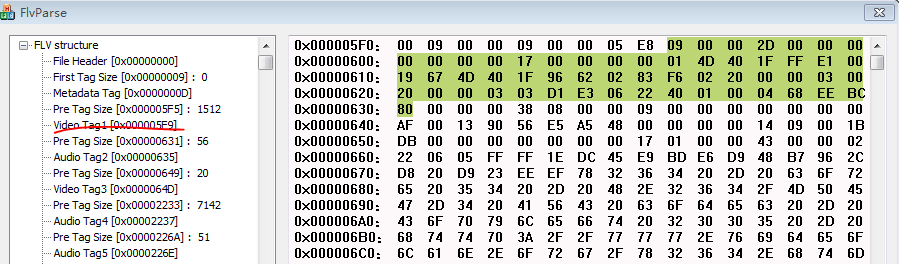 FlvParse
FLV structure
File Header [0x00000000]
First Tag Size [0x00000009] : 0
Metadata Tag [0x0000000D]
Pre Tag Size [0x000005F5] : 1512
Video Tag1 [0x000005F9]
Pre Tag Size [0x00000631] : 56
Audio Tag2 [0x00000635]
Pre Tag Size [0x00000649] : 20
Video Tag3 [0x0000064D]
Pre Tag Size [0x00002233] : 7142
Audio Tag4 [0x00002237]
Pre Tag Size [0x0000226A] : 51
Audio Tag5 [0x0000226E]
0x000005F0: 00 09 00 00 09 00 00 05 E8 09 00 00 2D 00 00 00
0x00000600: 00 00 00 00 17 00 00 00 00 01 4D 40 1F FF E1 00
0x00000610: 19 67 4D 40 1F 96 62 02 83 F6 02 20 00 00 03 00
0x00000620: 20 00 00 03 03 D1 E3 06 22 40 01 00 04 68 EE BC
0x00000630: 80 00 00 00 38 08 00 00 09 00 00 00 00 00 00 00
0x00000640: AF 00 13 90 56 E5 A5 48 00 00 00 00 14 09 00 1B
0x00000650: DB 00 00 00 00 00 00 00 17 01 00 00 43 00 00 02
0x00000660: 22 06 05 FF FF 1E DC 45 E9 BD E6 D9 48 B7 96 2C
0x00000670: D8 20 D9 23 EE EF 78 32 36 34 20 2D 20 63 6F 72
0x00000680: 65 20 35 34 20 2D 20 48 2E 32 36 34 2F 4D 50 45
0x00000690: 47 2D 34 20 41 56 43 20 63 6F 64 65 63 20 2D 20
0x000006A0: 43 6F 70 79 6C 65 66 74 20 32 30 30 35 20 2D 20
0x000006B0: 68 74 74 70 3A 2F 2F 77 77 77 2E 76 69 64 65 6F
0x000006C0: 6C 61 6E 2E 6F 72 67 2F 78 32 36 34 2E 68 74 6D